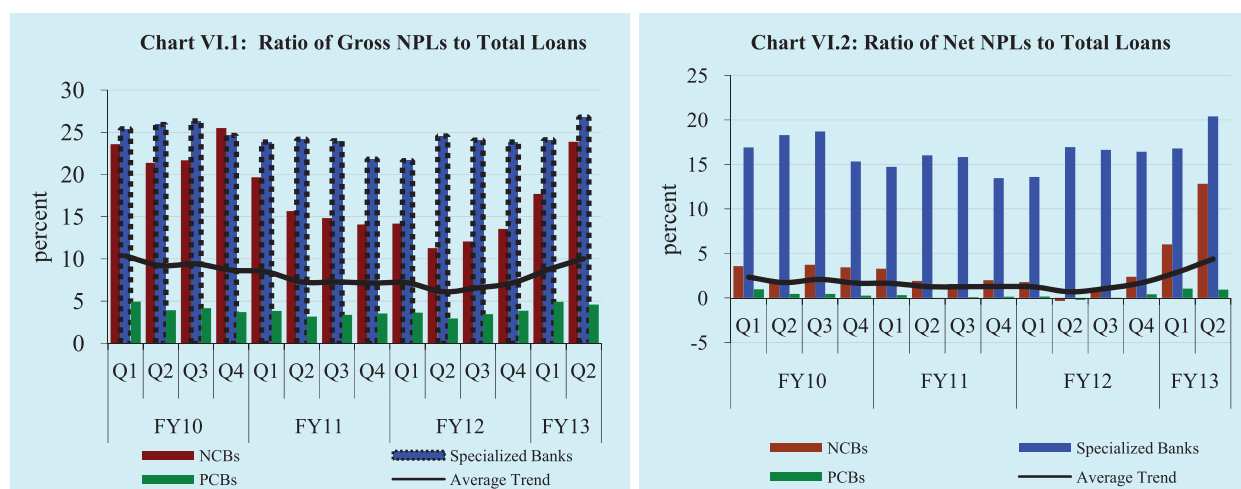 Chart VI.1: Ratio of Gross NPLs to Total Loans
percent
30
25
20
15
10
5
0
Q1 Q2 Q3 Q4 Q1 Q2 Q3 Q4 Q1 Q2 Q3 Q4 Q1 Q2
FY10 FY11 FY12 FY13
NCBs Specialized Banks
PCBs Average Trend
Chart VI.2: Ratio of Net NPLs to Total Loans
percent
25
20
15
10
5
0
-5
Q1 Q2 Q3 Q4 Q1 Q2 Q3 Q4 Q1 Q2 Q3 Q4 Q1 Q2
FY10 FY11 FY12 FY13
NCBs Specialized Banks
PCBs Average Trend